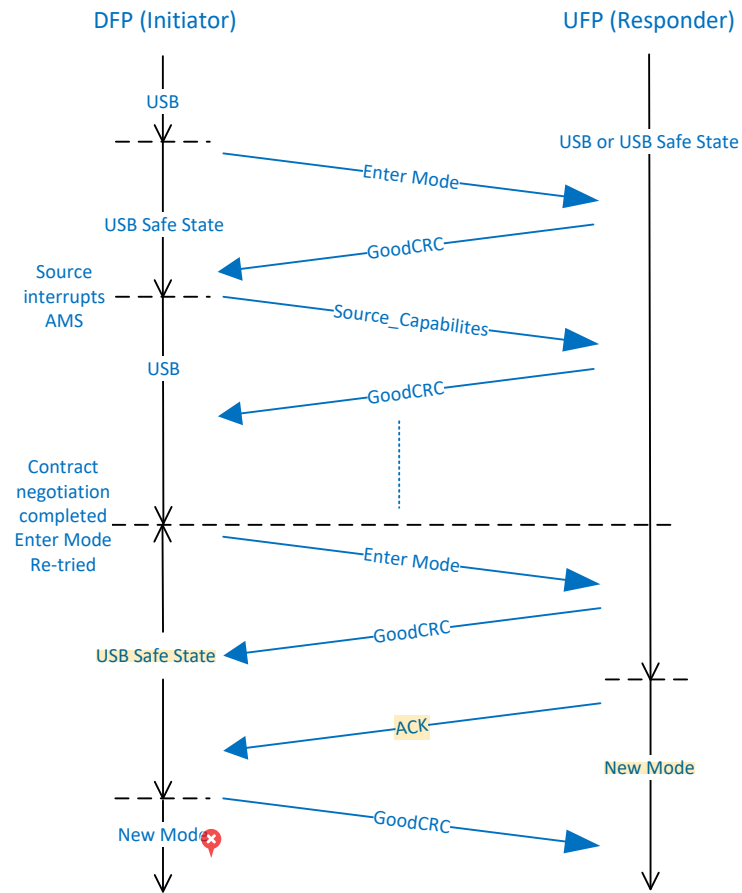 DFP (Initiator)
UFP (Responder)
USB
USB or USB Safe State
Enter Mode
USB Safe State
GoodCRC
Source
interrupts
AMS
Source_Capabilites
USB
GoodCRC
Contract
negotiation
completed
Enter Mode
Re-tried
Enter Mode
GoodCRC
USB Safe State
ACK
New Mode
GoodCRC
New Mode